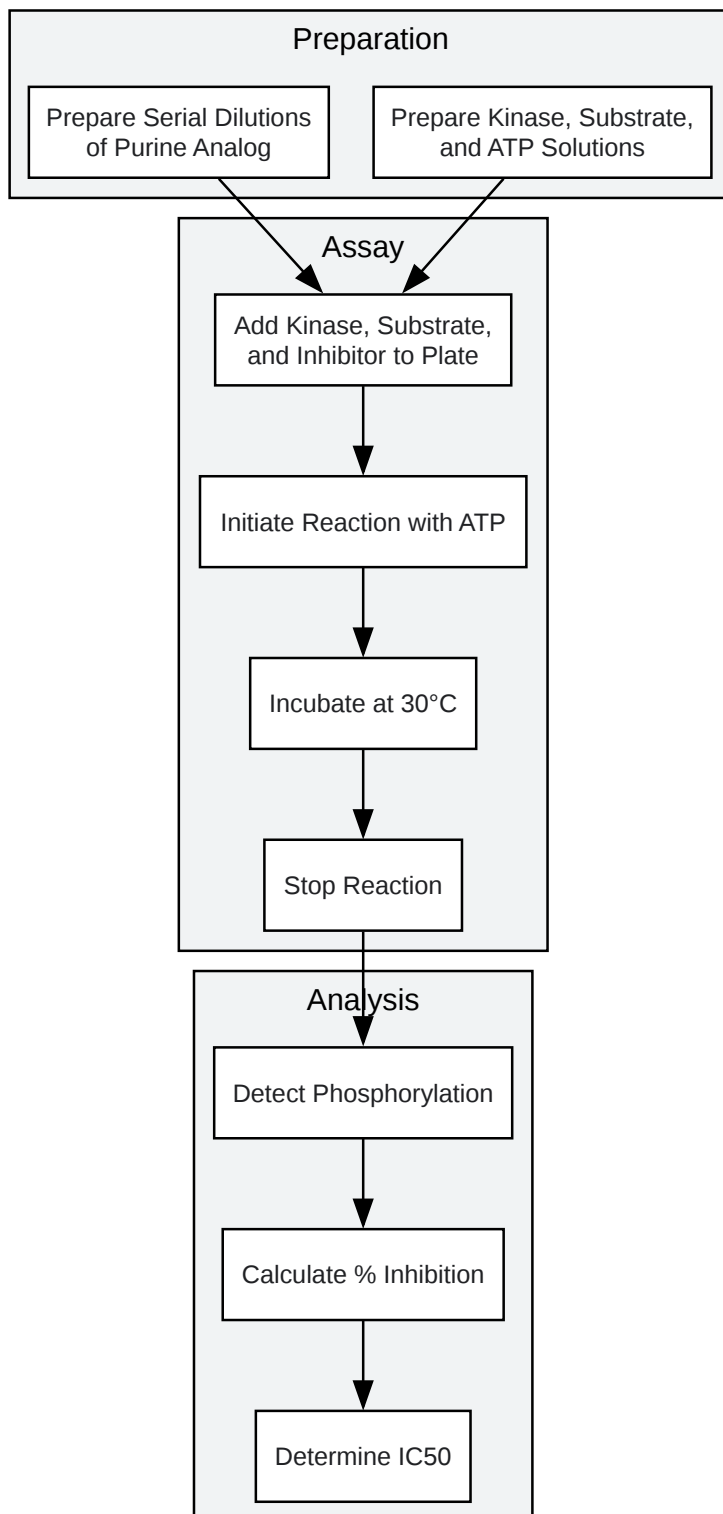 Preparation
Prepare Serial Dilutions
of Purine Analog
Prepare Kinase, Substrate,
and ATP Solutions
Assay
Add Kinase, Substrate,
and Inhibitor to Plate
Initiate Reaction with ATP
Incubate at 30°C
Stop Reaction
Analysis
Detect Phosphorylation
Calculate % Inhibition
Determine IC50